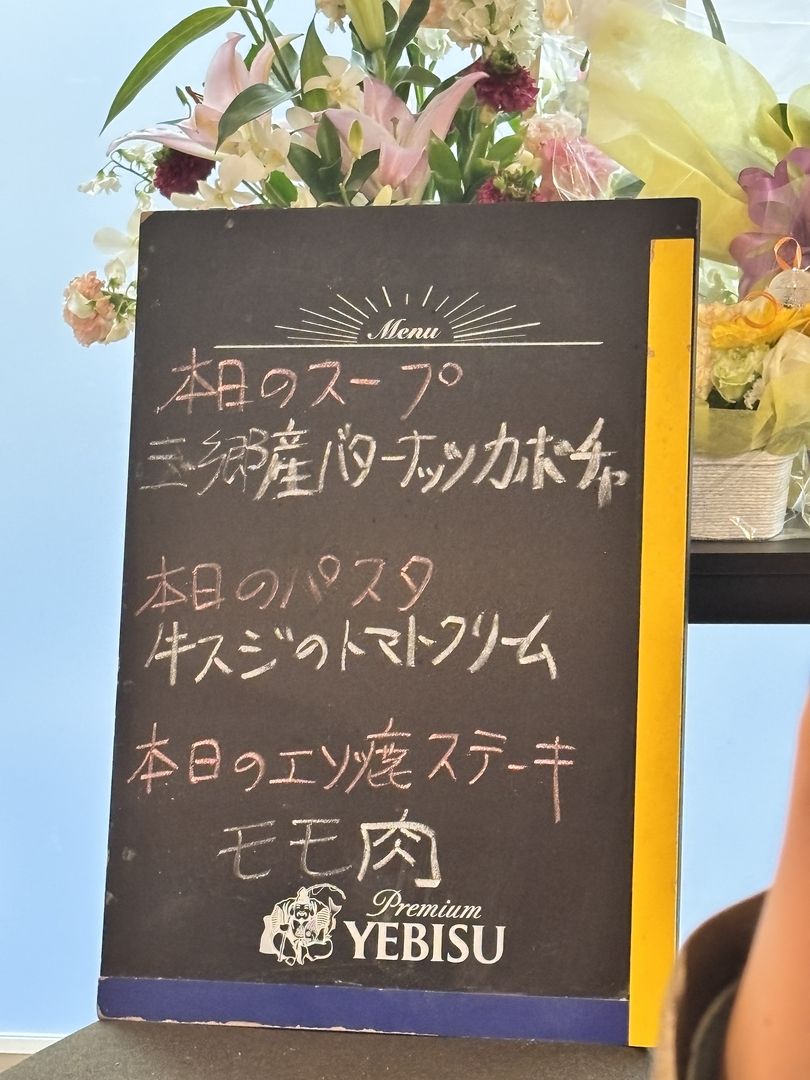 Menu
本日のスープ
三郷産バターナッツカボチャ
本日のパスタ
牛スジのトマトクリーム
本日のエゾ鹿ステーキ
モモ肉
Premium
YEBISU